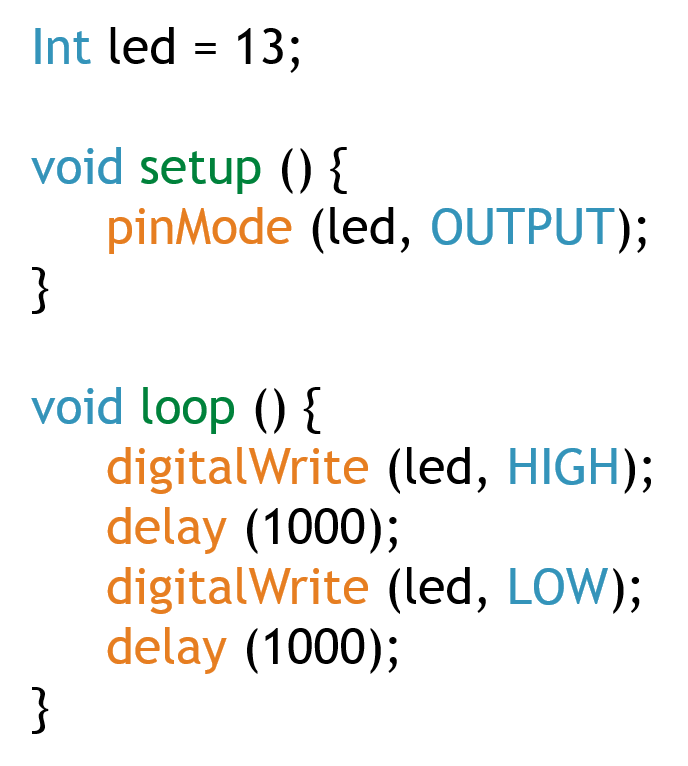 Int led = 13;
void setup () {
pinMode (led, OUTPUT);
}
void loop () {
digitalWrite (led, HIGH);
delay (1000);
digitalWrite (led, LOW);
delay (1000);
}